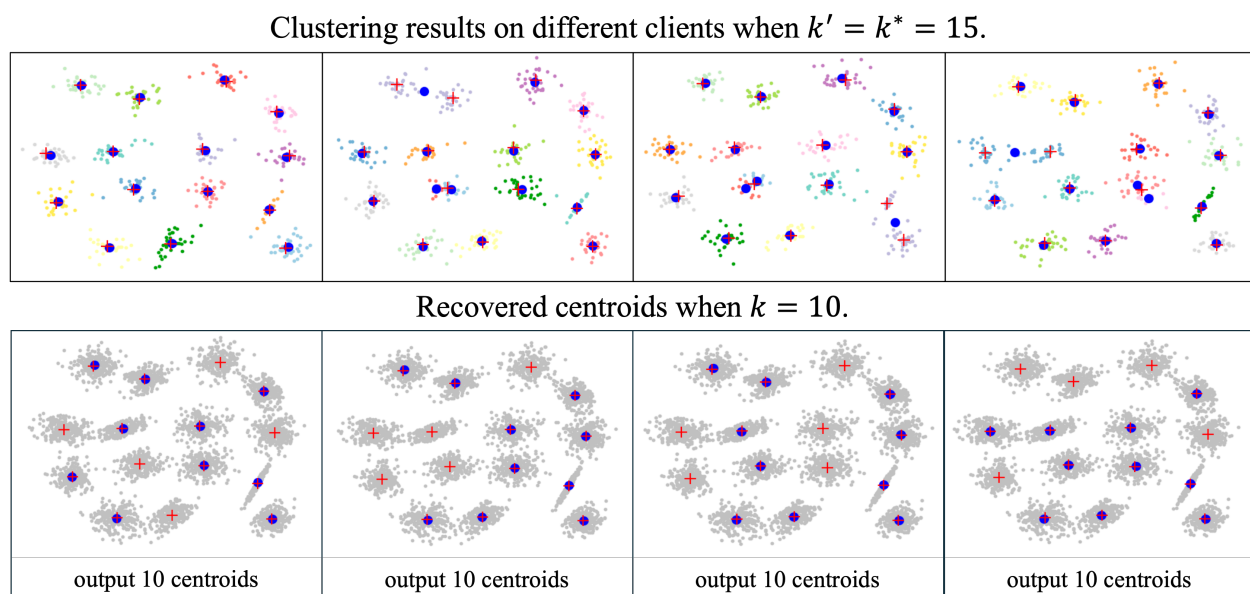 Clustering results on different clients when k′ = k* = 15.
Recovered centroids when k = 10.
output 10 centroids
output 10 centroids
output 10 centroids
output 10 centroids